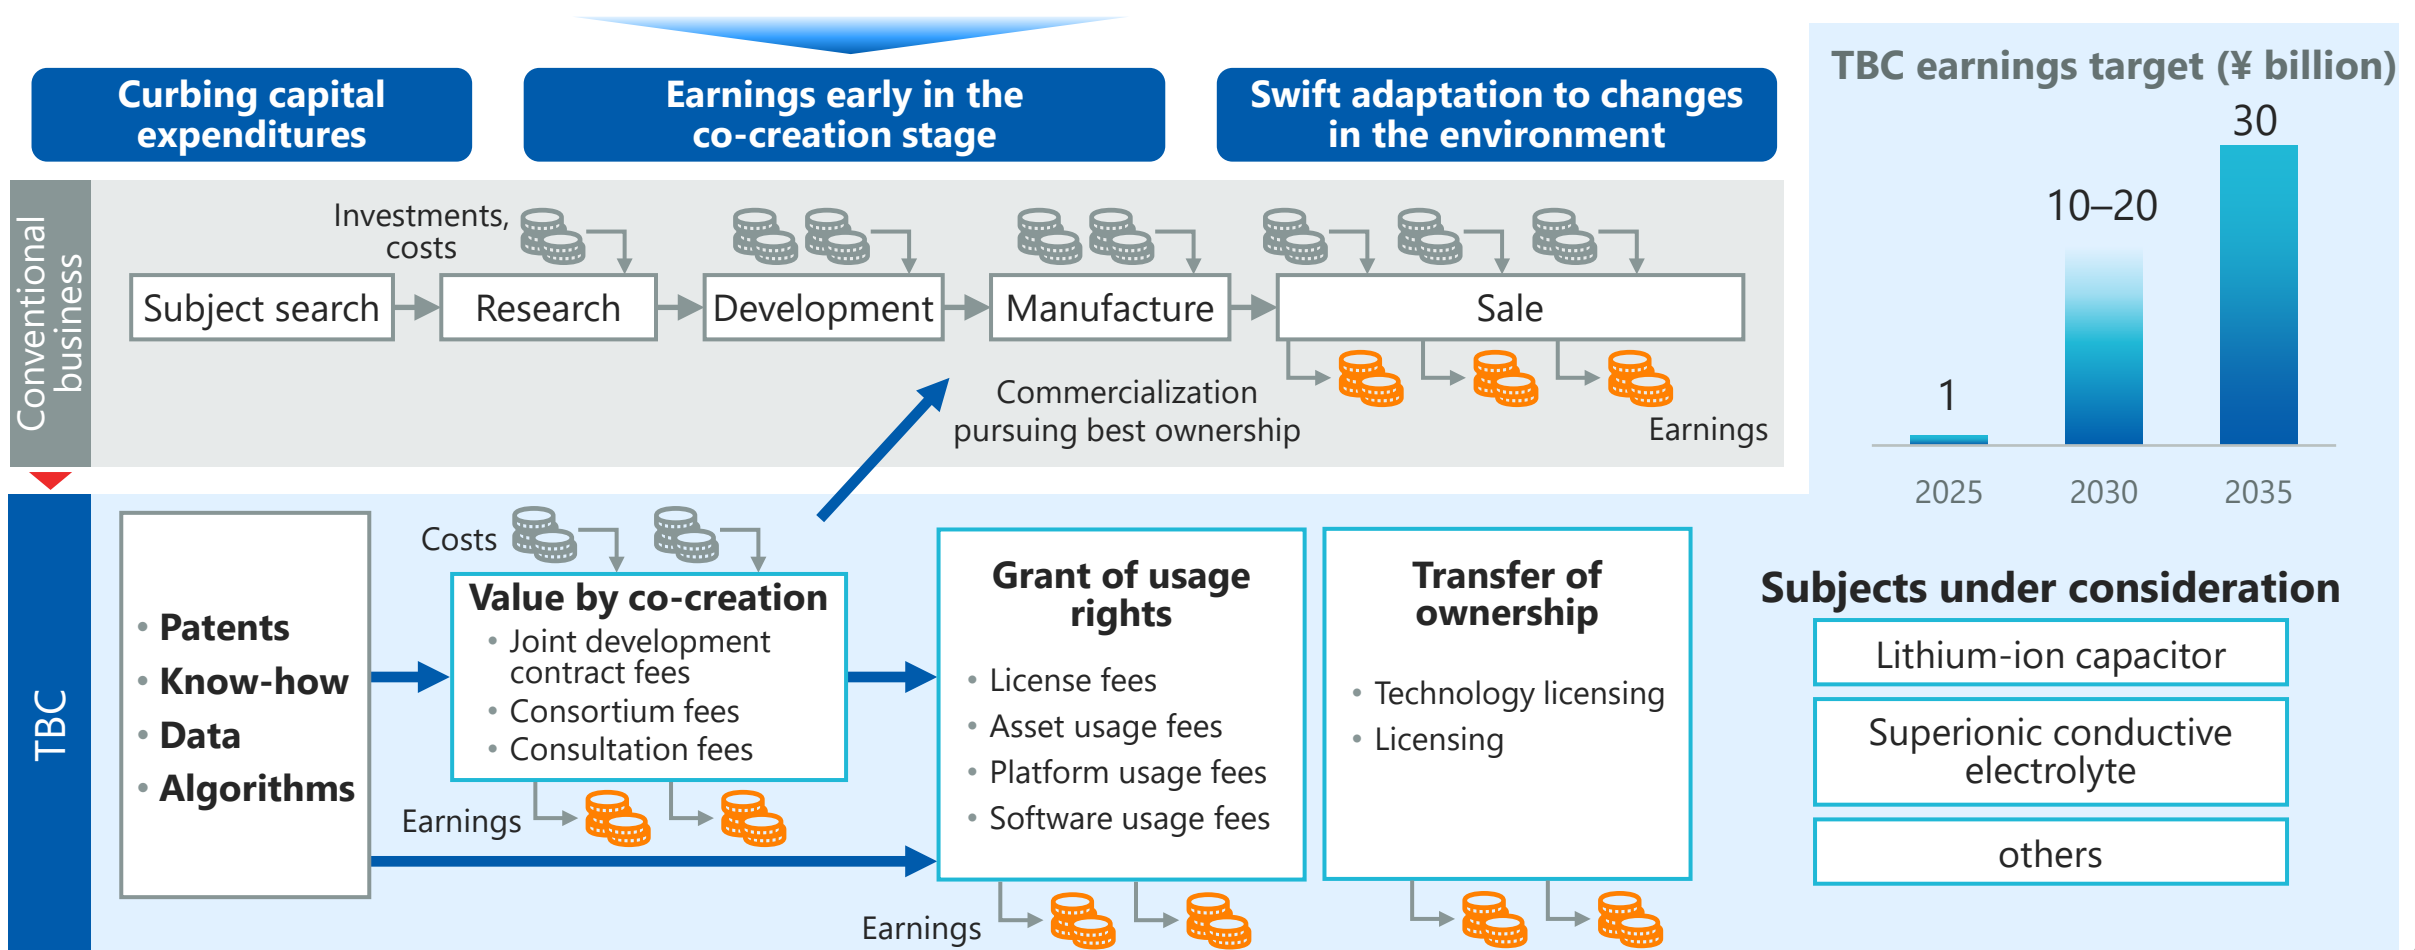 Curbing capital
expenditures
Earnings early in the
co-creation stage
Swift adaptation to changes
in the environment
Conventional
business
Investments,
costs
Subject search
Research
Development
Manufacture
Sale
Commercialization
pursuing best ownership
Earnings
TBC
• Patents
• Know-how
• Data
• Algorithms
Costs
Value by co-creation
• Joint development
contract fees
• Consortium fees
• Consultation fees
Earnings
Grant of usage
rights
• License fees
• Asset usage fees
• Platform usage fees
• Software usage fees
Earnings
Transfer of
ownership
• Technology licensing
• Licensing
TBC earnings target (¥ billion)
1
10–20
30
2025
2030
2035
Subjects under consideration
Lithium-ion capacitor
Superionic conductive
electrolyte
others